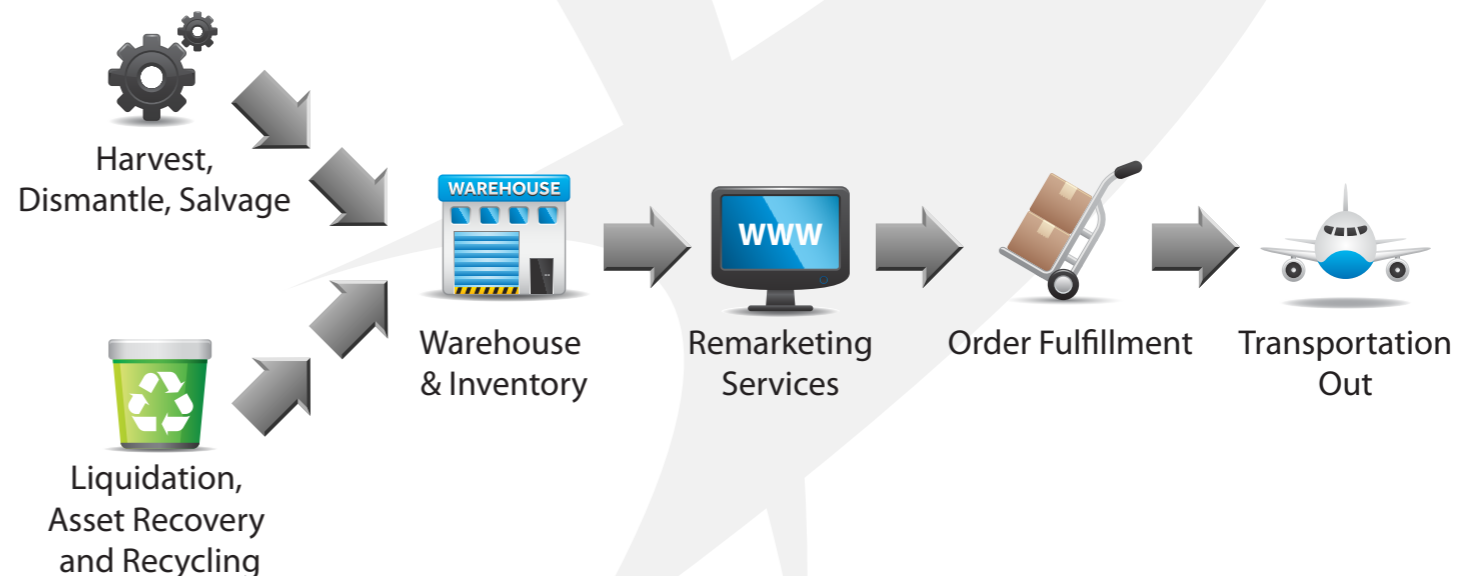 Harvest,
Dismantle, Salvage
Liquidation,
Asset Recovery
and Recycling
WAREHOUSE
Warehouse
& Inventory
WWW
Remarketing
Services
Order Fulfillment
Transportation
Out